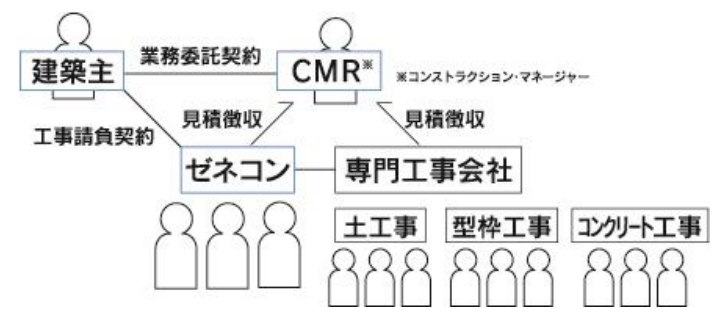 建築主
業務委託契約
CMR※
※コンストラクション・マネージャー
工事請負契約
見積徴収
見積徴収
ゼネコン
専門工事会社
土工事
型枠工事
コンクリート工事